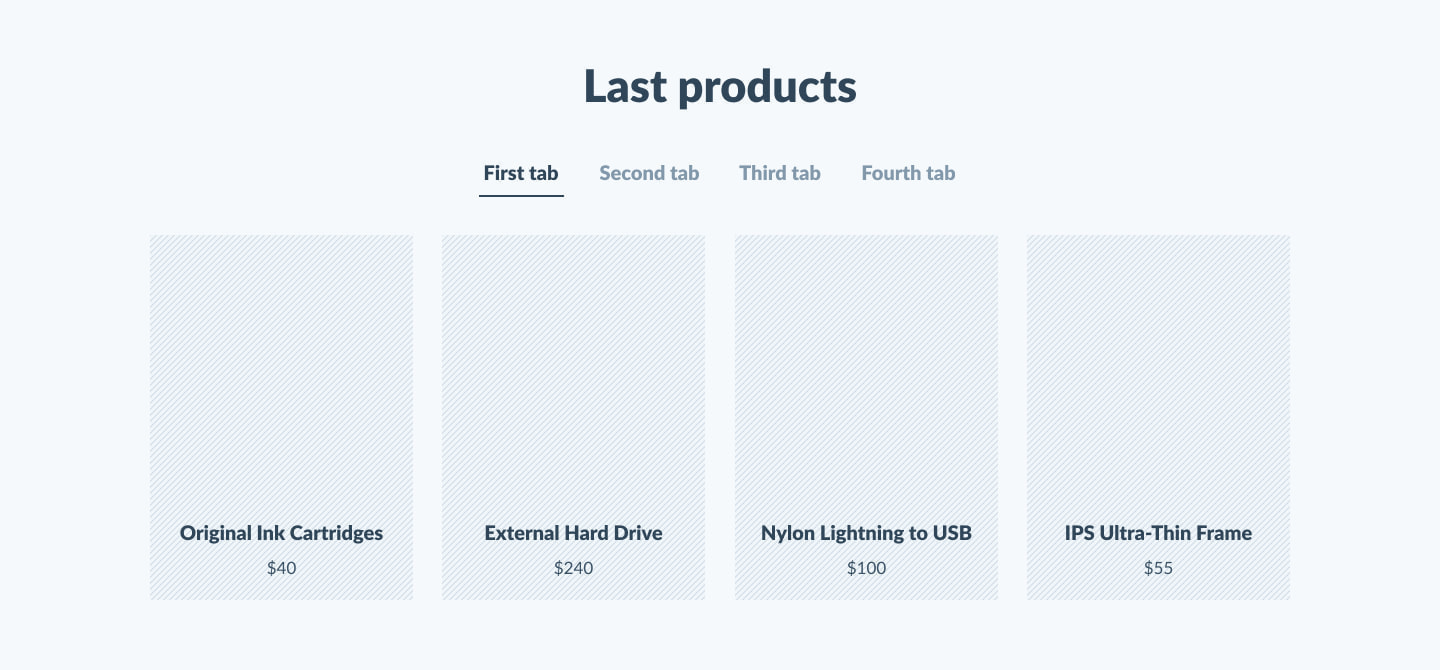 Last products
First tab Second tab Third tab Fourth tab
Original Ink Cartridges
$40
External Hard Drive
$240
Nylon Lightning to USB
$100
IPS Ultra-Thin Frame
$55